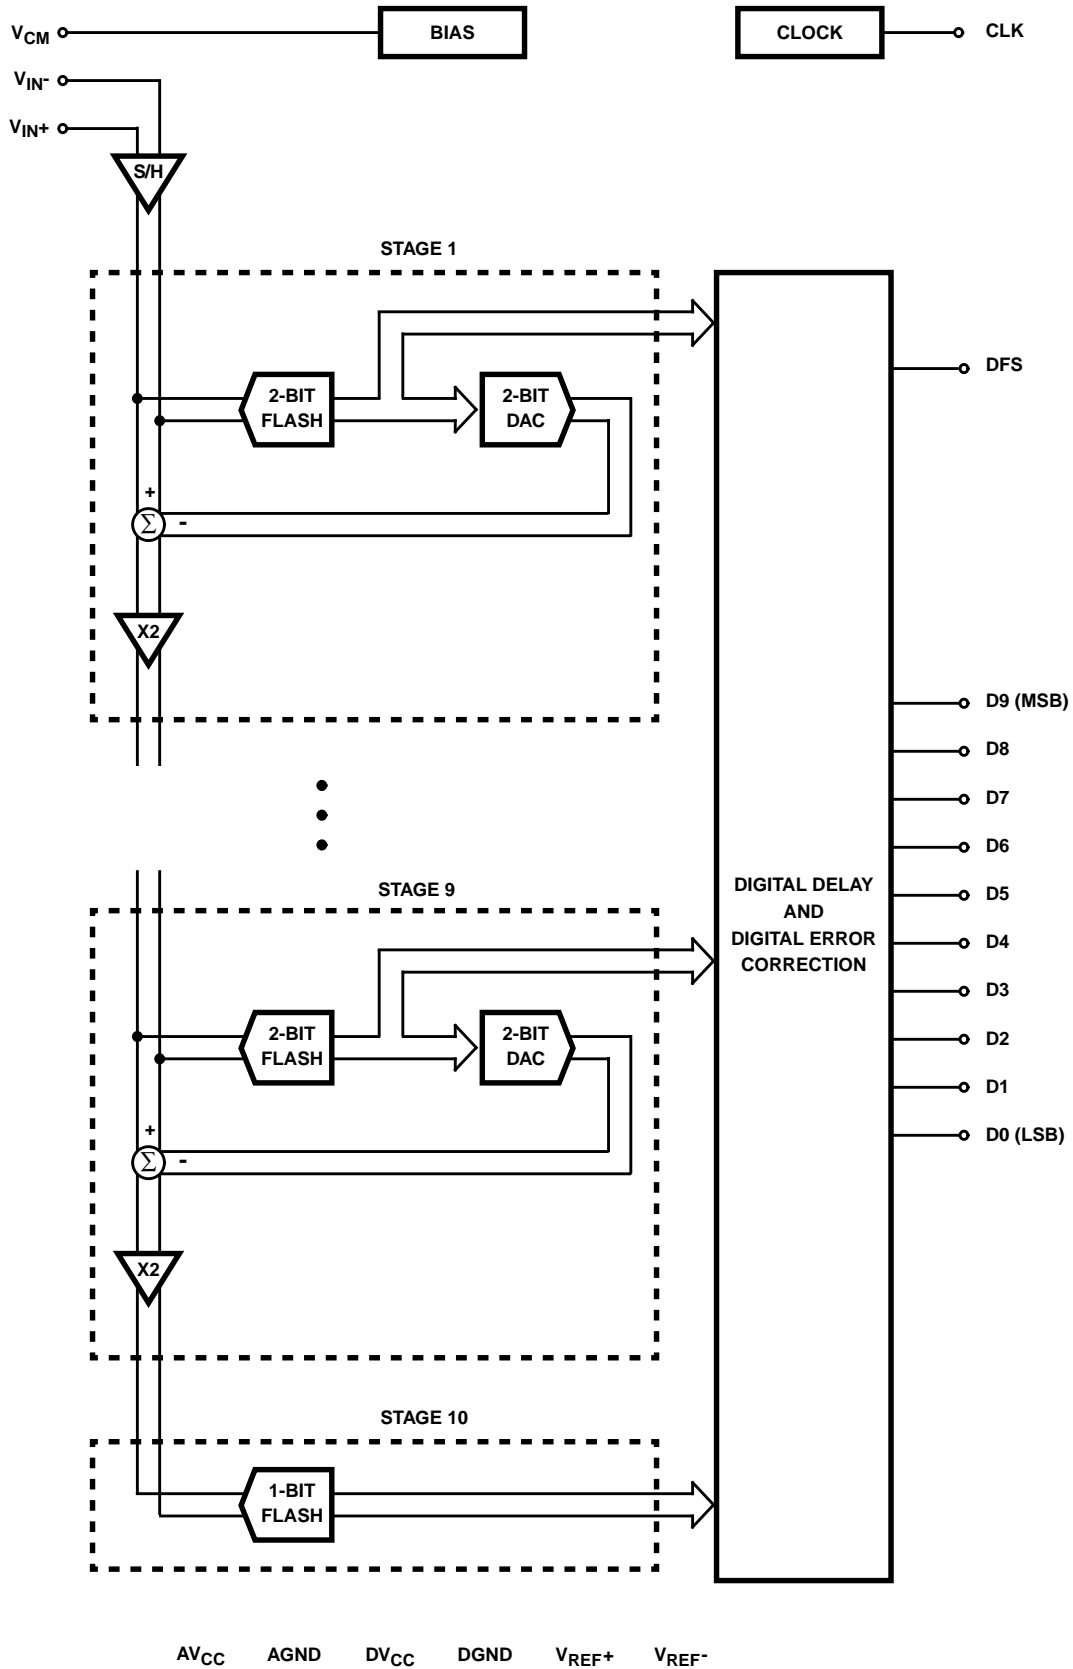 VCM BIAS CLOCK CLK
VIN-
VIN+
S/H
STAGE 1
DFS
2-BIT
FLASH
2-BIT
DAC
+
Σ -
X2
D9 (MSB)
D8
D7
D6
D5
D4
D3
D2
D1
D0 (LSB)
DIGITAL DELAY
AND
DIGITAL ERROR
CORRECTION
STAGE 9
2-BIT
FLASH
2-BIT
DAC
+
Σ -
X2
STAGE 10
1-BIT
FLASH
AVCC AGND DVCC DGND VREF+ VREF-